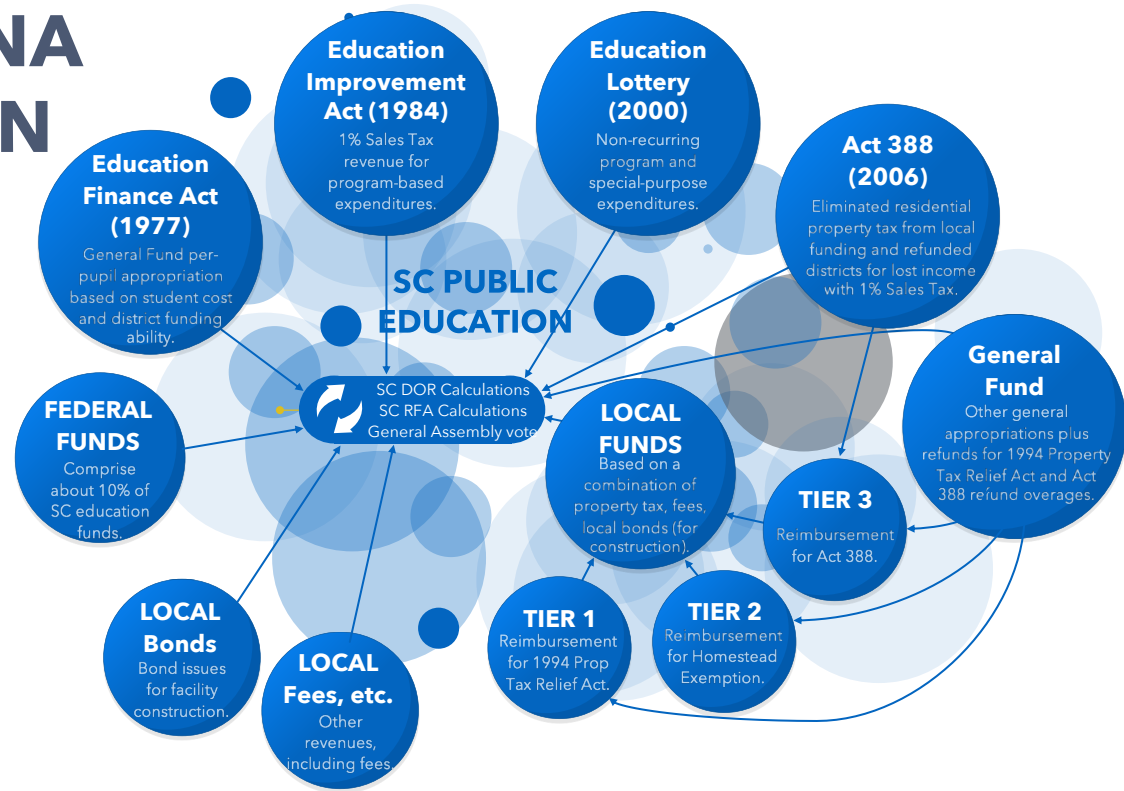 NA
N
Education
Improvement
Act (1984)
1% Sales Tax
revenue for
program-based
expenditures.
Education
Lottery
(2000)
Non-recurring
program and
special-purpose
expenditures.
Education
Finance Act
(1977)
General Fund per-
pupil appropriation
based on student cost
and district funding
ability.
Act 388
(2006)
Eliminated residential
property tax from local
funding and refunded
districts for lost income
with 1% Sales Tax.
SC PUBLIC
EDUCATION
SC DOR Calculations
SC RFA Calculations
General Assembly vote
General
Fund
Other general
appropriations plus
refunds for 1994 Property
Tax Relief Act and Act
388 refund overages.
FEDERAL
FUNDS
Comprise
about 10% of
SC education
funds.
LOCAL
FUNDS
Based on a
combination of
property tax, fees,
local bonds (for
construction).
TIER 3
Reimbursement
for Act 388.
LOCAL
Bonds
Bond issues
for facility
construction.
LOCAL
Fees, etc.
Other
revenues,
including fees.
TIER 1
Reimbursement
for 1994 Prop
Tax Relief Act.
TIER 2
Reimbursement
for Homestead
Exemption.